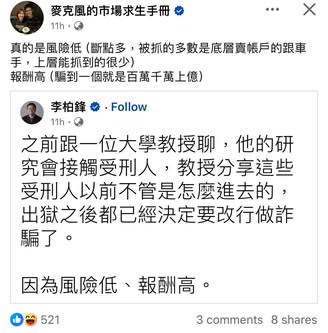 麥克風的市場求生手冊
11h
真的是風險低 (斷點多，被抓的多數是底層賣帳戶的跟車
手，上層能抓到的很少)
報酬高 (騙到一個就是百萬千萬上億)
李柏鋒 · Follow
11h
之前跟一位大學教授聊，他的研
究會接觸受刑人，教授分享這些
受刑人以前不管是怎麼進去的，
出獄之後都已經決定要改行做詐
騙了。
因為風險低、報酬高。
521
3 comments 8 shares